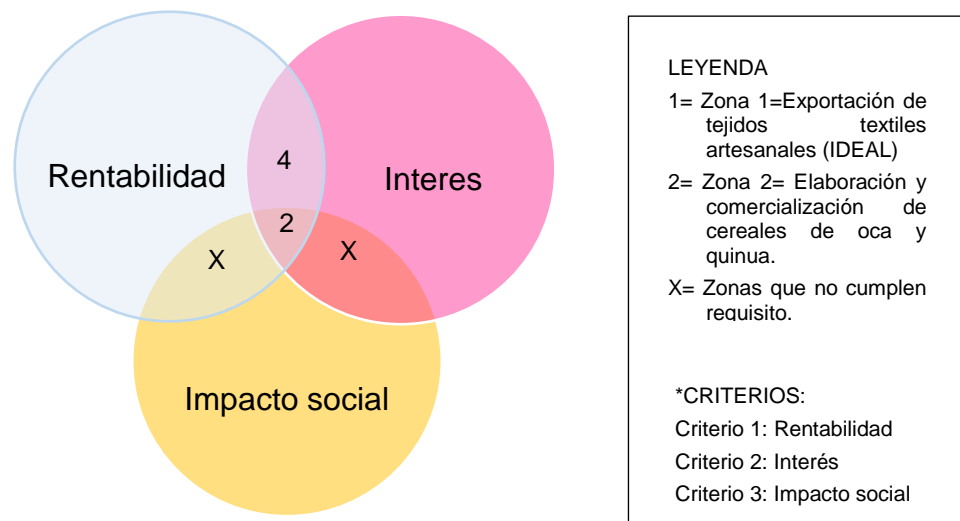 4
Rentabilidad
Interes
2
X
X
Impacto social
LEYENDA
1= Zona 1=Exportación de
tejidos textiles
artesanales (IDEAL)
2= Zona 2= Elaboración y
comercialización de
cereales de oca y
quinua.
X= Zonas que no cumplen
requisito.
*CRITERIOS:
Criterio 1: Rentabilidad
Criterio 2: Interés
Criterio 3: Impacto social